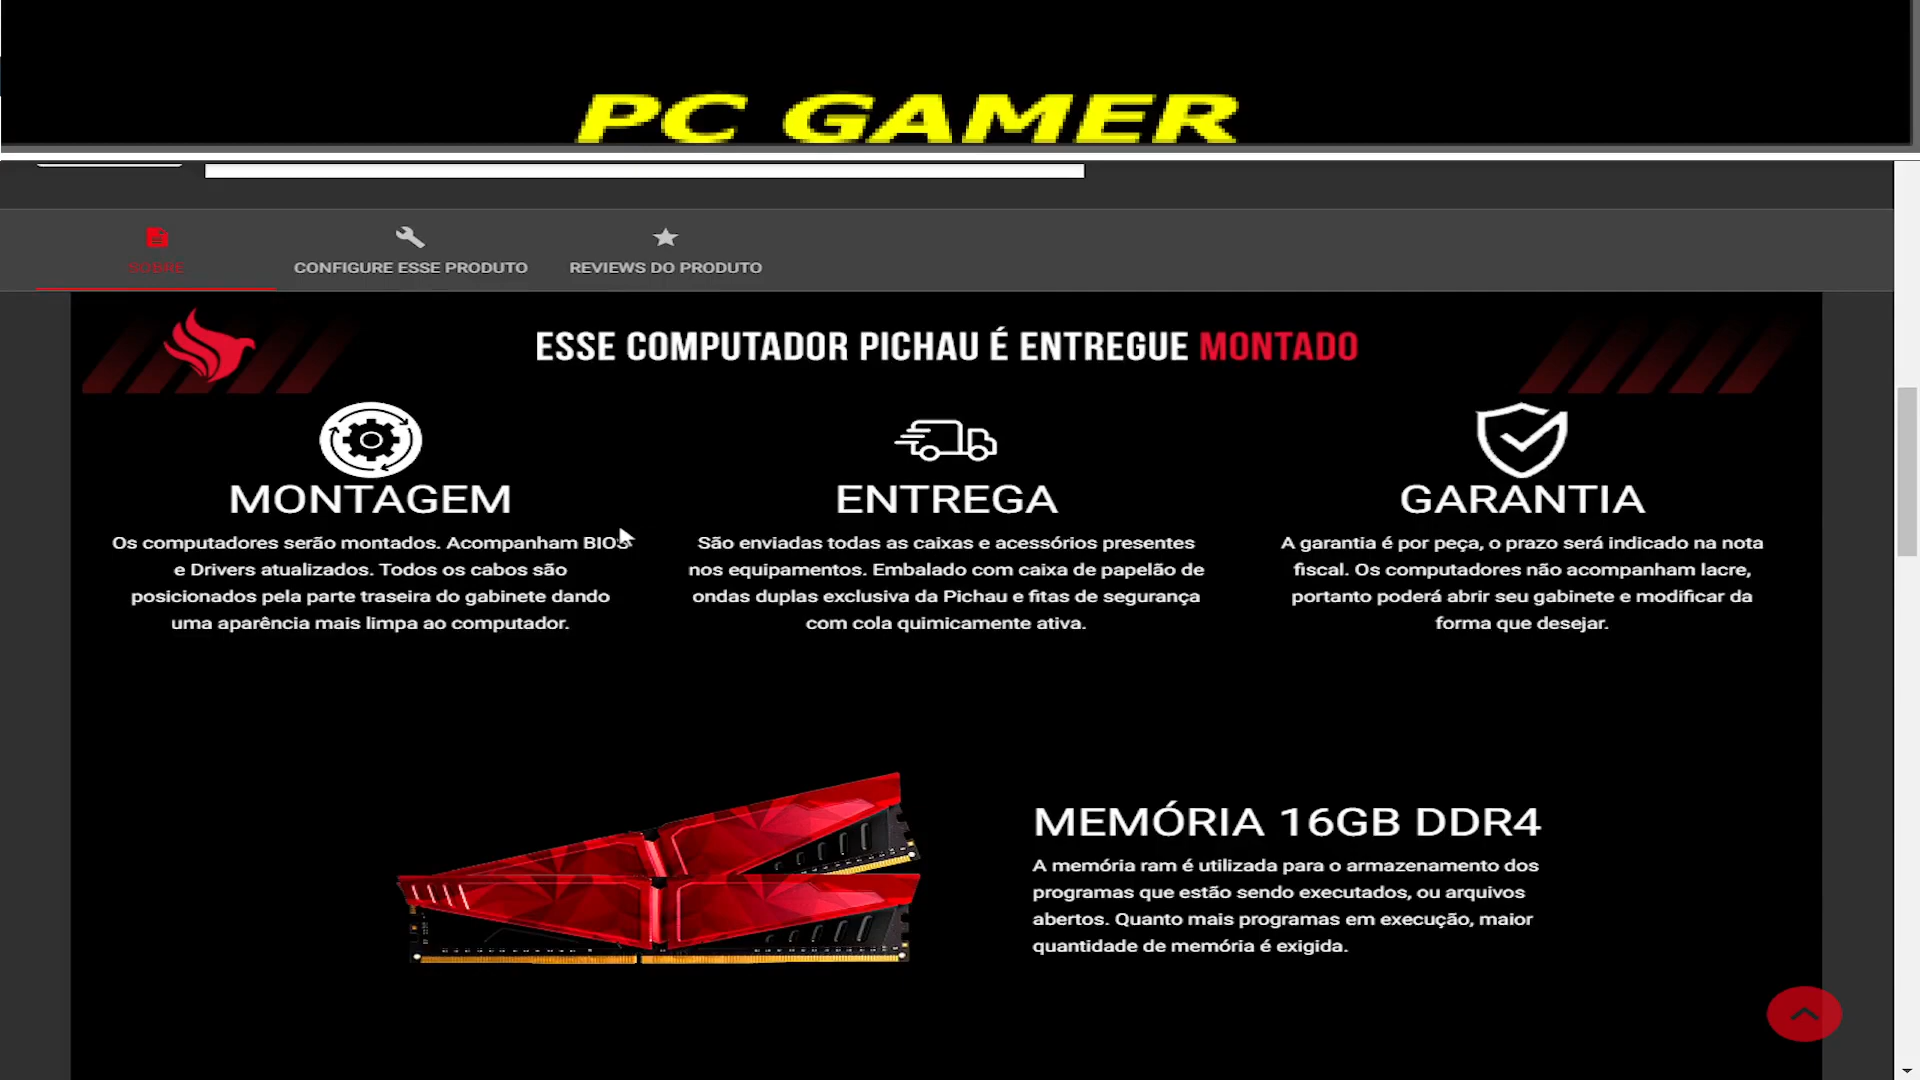 PC GAMER
SOBRE
CONFIGURE ESSE PRODUTO
REVIEWS DO PRODUTO
ESSE COMPUTADOR PICHAU É ENTREGUE MONTADO
MONTAGEM
Os computadores serão montados. Acompanham BIOS
e Drivers atualizados. Todos os cabos são
posicionados pela parte traseira do gabinete dando
uma aparência mais limpa ao computador.
ENTREGA
São enviadas todas as caixas e acessórios presentes
nos equipamentos. Embalado com caixa de papelão de
ondas duplas exclusiva da Pichau e fitas de segurança
com cola quimicamente ativa.
GARANTIA
A garantia é por peça, o prazo será indicado na nota
fiscal. Os computadores não acompanham lacre,
portanto poderá abrir seu gabinete e modificar da
forma que desejar.
MEMÓRIA 16GB DDR4
A memória ram é utilizada para o armazenamento dos
programas que estão sendo executados, ou arquivos
abertos. Quanto mais programas em execução, maior
quantidade de memória é exigida.